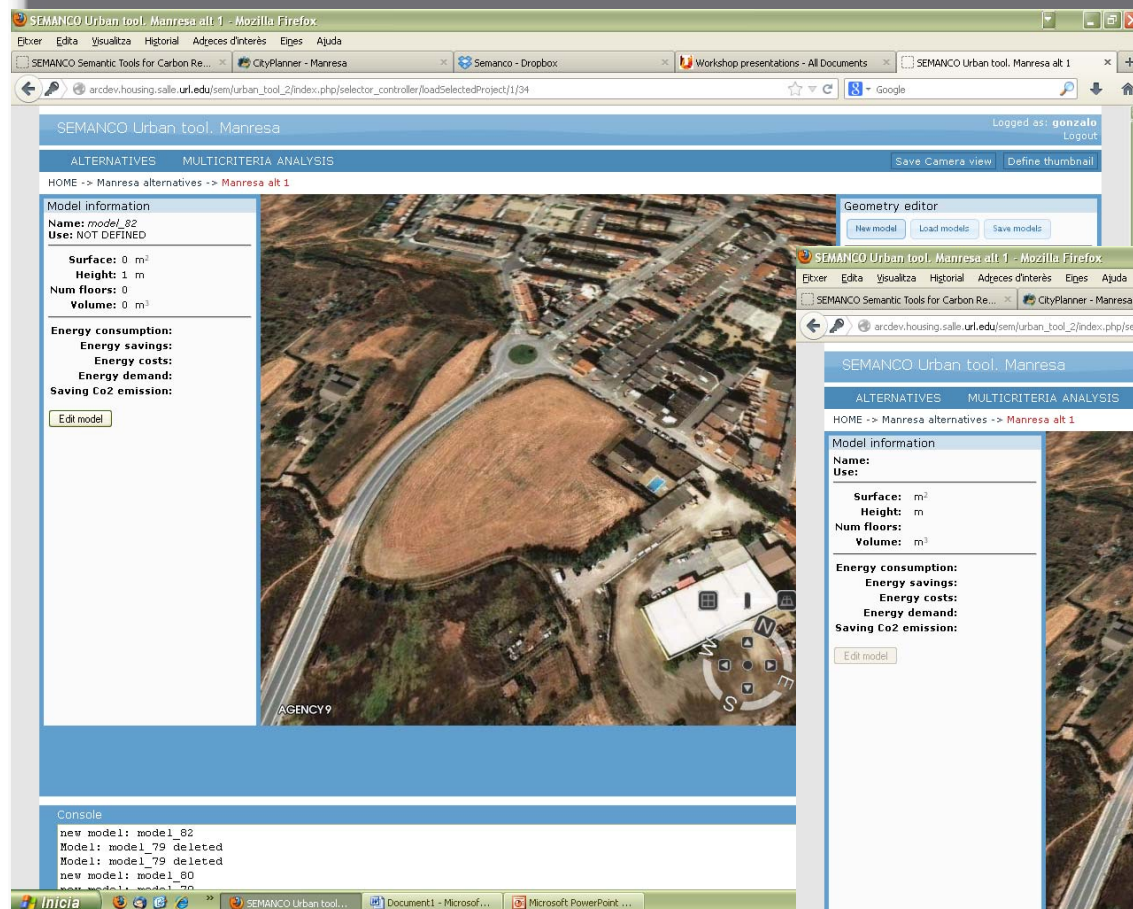 SEMANCO Urban tool. Manresa alt 1 - Mozilla Firefox
Fitxer Edita Visualitza Historial Adreces d'interès Eines Ajuda
SEMANCO Semantic Tools for Carbon Re... CityPlanner - Manresa Semanco - Dropbox Workshop presentations - All Documents SEMANCO Urban tool. Manresa alt 1
arcdev.housing.salle.url.edu/sem/urban_tool_2/index.php/selector_controller/loadSelectedProject/1/34 Google
SEMANCO Urban tool. Manresa
Logged as: gonzalo
Logout
ALTERNATIVES MULTICRITERIA ANALYSIS Save Camera view Define thumbnail
HOME -> Manresa alternatives -> Manresa alt 1
Model information
Name: model_82
Use: NOT DEFINED
Surface: 0 m²
Height: 1 m
Num floors: 0
Volume: 0 m³
Energy consumption:
Energy savings:
Energy costs:
Energy demand:
Saving Co2 emission:
Edit model
Geometry editor
New model Load models Save models
N
W
E
S
AGENCY9
Console
new model: model_82
Model: model_79 deleted
Model: model_79 deleted
new model: model_80
new model: model_79
Inicia SEMANCO Urban tool... Document1 - Microsof... Microsoft PowerPoint ...
SEMANCO Urban tool. Manresa alt 1 - Mozilla Firefox
Fitxer Edita Visualitza Historial Adreces d'interès Eines Ajuda
SEMANCO Semantic Tools for Carbon Re... CityPlanner - Manresa
arcdev.housing.salle.url.edu/sem/urban_tool_2/index.php/se
SEMANCO Urban tool. Manresa
ALTERNATIVES MULTICRITERIA ANALYSIS
HOME -> Manresa alternatives -> Manresa alt 1
Model information
Name:
Use:
Surface: m²
Height: m
Num floors:
Volume: m³
Energy consumption:
Energy savings:
Energy costs:
Energy demand:
Saving Co2 emission:
Edit model